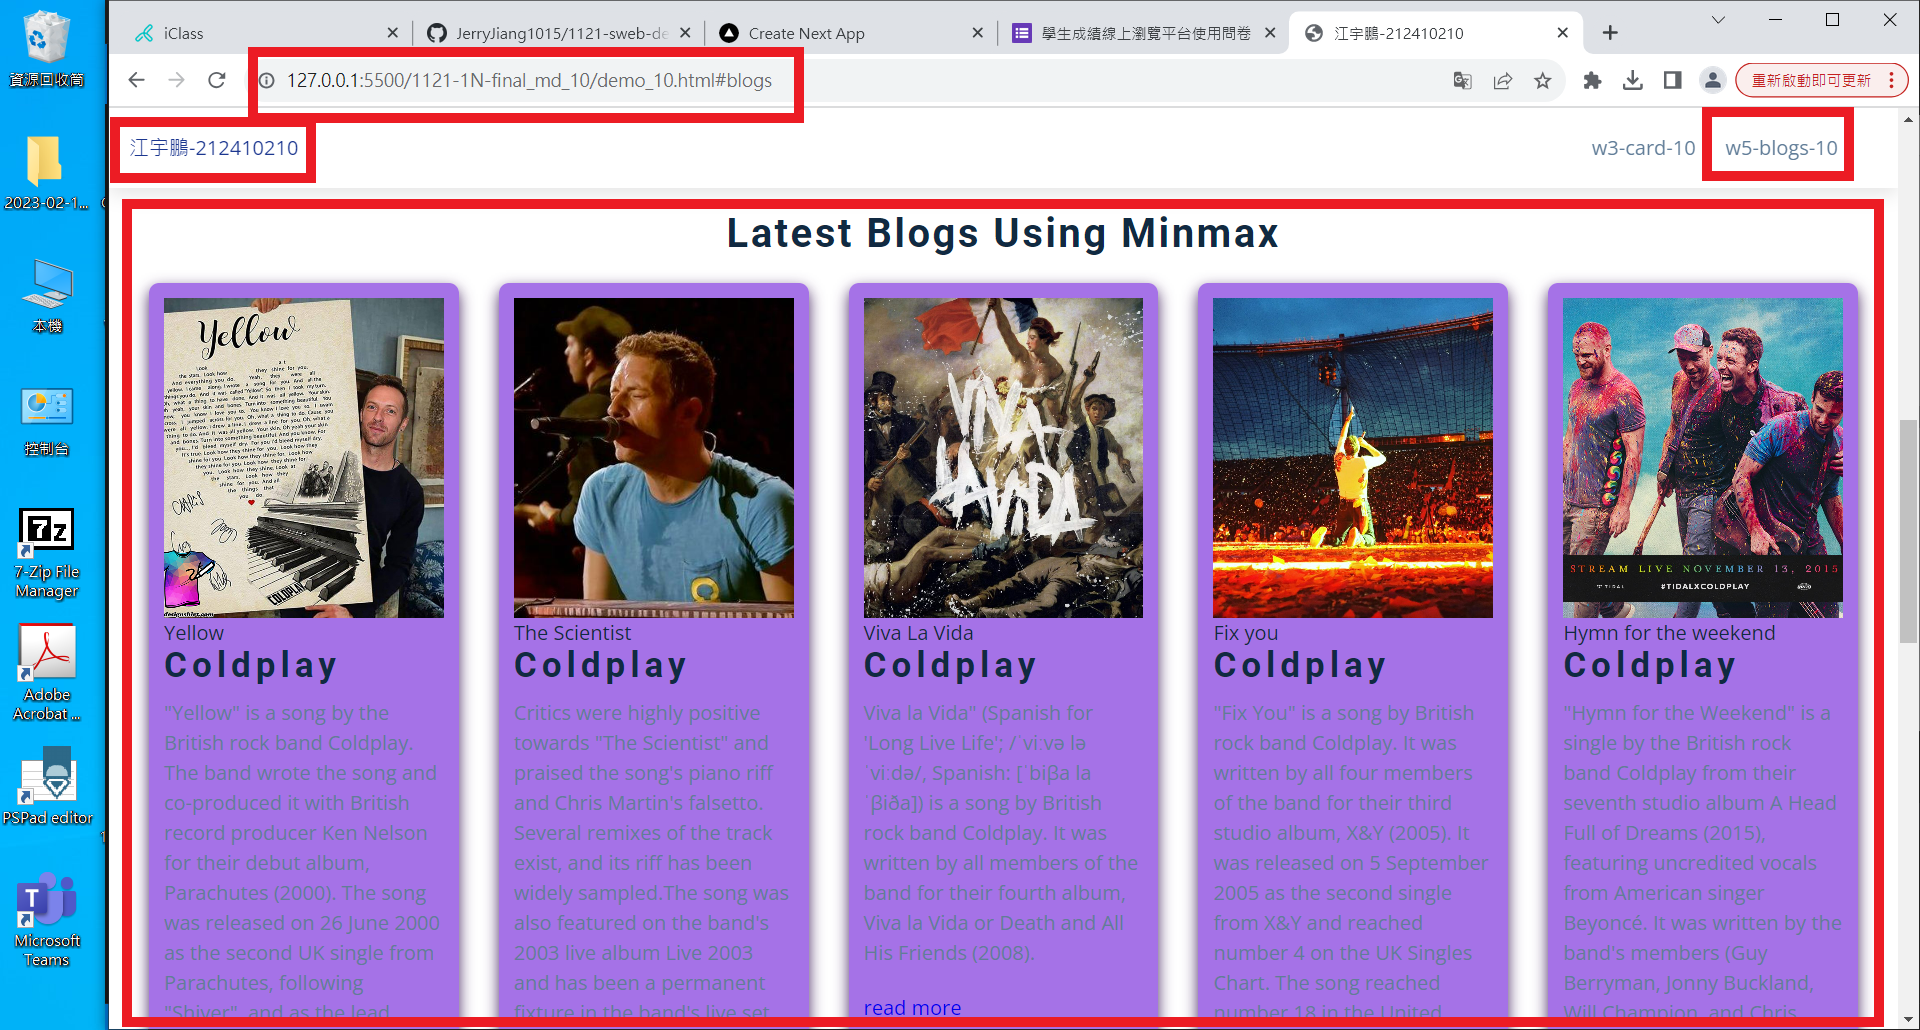 iClass
JerryJiang1015/1121-sweb-de
Create Next App
學生成績線上瀏覽平台使用問卷
江宇鵬-212410210
127.0.0.1:5500/1121-1N-final_md_10/demo_10.html#blogs
重新啟動即可更新
資源回收筒
2023-02-1...
本機
控制台
7-Zip File
Manager
Adobe
Acrobat ...
PSPad editor
Microsoft
Teams
江宇鵬-212410210
w3-card-10
w5-blogs-10
Latest Blogs Using Minmax
Yellow
COLDPLAY
Yellow
Coldplay
"Yellow" is a song by the
British rock band Coldplay.
The band wrote the song and
co-produced it with British
record producer Ken Nelson
for their debut album,
Parachutes (2000). The song
was released on 26 June 2000
as the second UK single from
Parachutes, following
"Shiver", and as the lead
The Scientist
Coldplay
Critics were highly positive
towards "The Scientist" and
praised the song's piano riff
and Chris Martin's falsetto.
Several remixes of the track
exist, and its riff has been
widely sampled.The song was
also featured on the band's
2003 live album Live 2003
and has been a permanent
fixture in the band's live set
VIVA
LA VIDA
Viva La Vida
Coldplay
Viva la Vida" (Spanish for
'Long Live Life'; /ˈviːvə lə
ˈviːdə/, Spanish: [ˈbiβa la
ˈβiða]) is a song by British
rock band Coldplay. It was
written by all members of the
band for their fourth album,
Viva la Vida or Death and All
His Friends (2008).
read more
Fix you
Coldplay
"Fix You" is a song by British
rock band Coldplay. It was
written by all four members
of the band for their third
studio album, X&Y (2005). It
was released on 5 September
2005 as the second single
from X&Y and reached
number 4 on the UK Singles
Chart. The song reached
number 18 in the United
STREAM LIVE NOVEMBER 13, 2015
TIDAL
#TIDALXCOLDPLAY
Hymn for the weekend
Coldplay
"Hymn for the Weekend" is a
single by the British rock
band Coldplay from their
seventh studio album A Head
Full of Dreams (2015),
featuring uncredited vocals
from American singer
Beyoncé. It was written by the
band's members (Guy
Berryman, Jonny Buckland,
Will Champion, and Chris